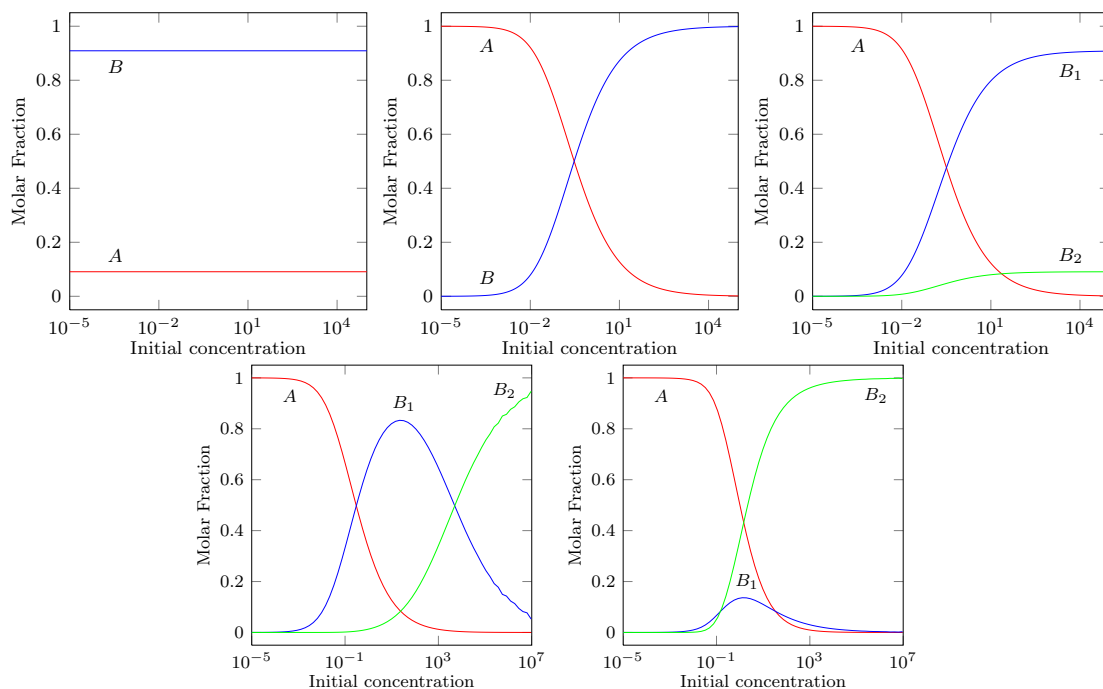 1
0.8
0.6
0.4
0.2
0
Molar Fraction
B
A
10^−5 10^−2 10^1 10^4
Initial concentration
1
0.8
0.6
0.4
0.2
0
Molar Fraction
A
B
10^−5 10^−2 10^1 10^4
Initial concentration
1
0.8
0.6
0.4
0.2
0
Molar Fraction
A
B_1
B_2
10^−5 10^−2 10^1 10^4
Initial concentration
1
0.8
0.6
0.4
0.2
0
Molar Fraction
A
B_1
B_2
10^−5 10^−1 10^3 10^7
Initial concentration
1
0.8
0.6
0.4
0.2
0
Molar Fraction
A
B_2
B_1
10^−5 10^−1 10^3 10^7
Initial concentration